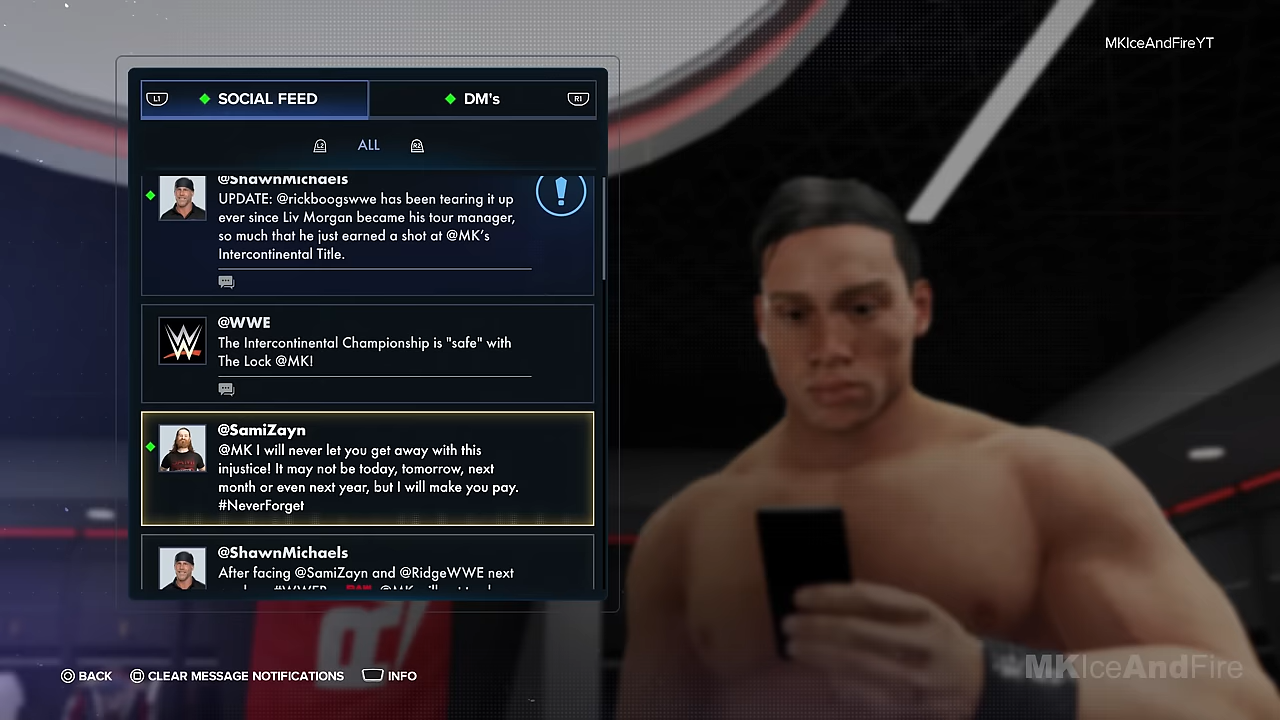 MKIceAndFireYT
L1 SOCIAL FEED DM's R1
L2 ALL R2
@ShawnMichaels
UPDATE: @rickboogswwe has been tearing it up
ever since Liv Morgan became his tour manager,
so much that he just earned a shot at @MK's
Intercontinental Title.
@WWE
The Intercontinental Championship is "safe" with
The Lock @MK!
@SamiZayn
@MK I will never let you get away with this
injustice! It may not be today, tomorrow, next
month or even next year, but I will make you pay.
#NeverForget
@ShawnMichaels
After facing @SamiZayn and @RidgeWWE next
BACK CLEAR MESSAGE NOTIFICATIONS INFO
MKIceAndFire